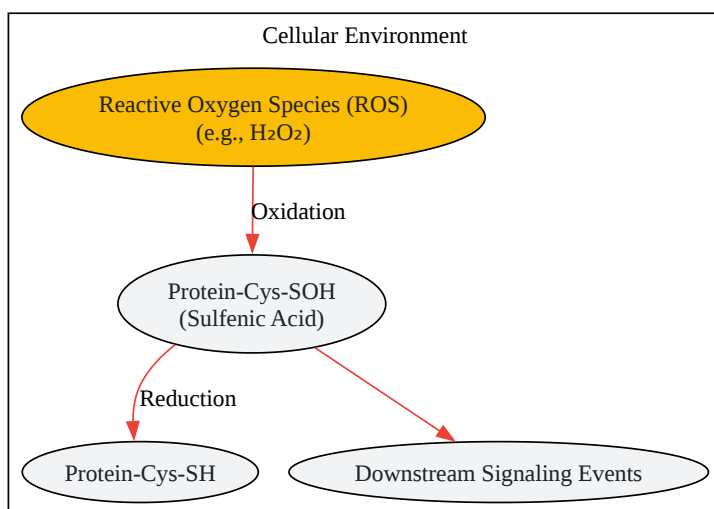 Cellular Environment
Reactive Oxygen Species (ROS)
(e.g., H₂O₂)
Oxidation
Protein-Cys-SOH
(Sulfenic Acid)
Reduction
Protein-Cys-SH
Downstream Signaling Events